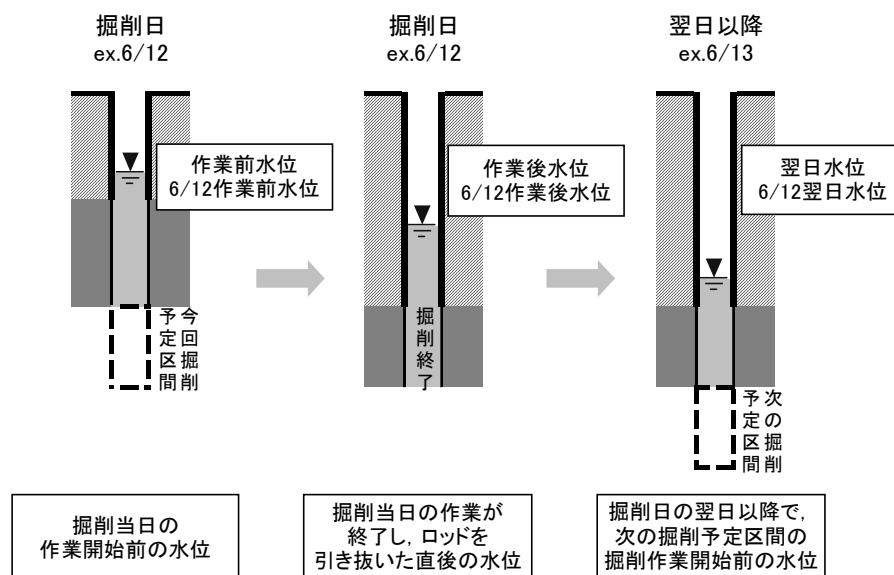 掘削日
ex.6/12
掘削日
ex.6/12
翌日以降
ex.6/13
作業前水位
6/12作業前水位
作業後水位
6/12作業後水位
翌日水位
6/12翌日水位
今回掘削
予定区間
掘削終了
次の掘削
予定区間
掘削当日の
作業開始前の水位
掘削当日の作業が
終了し，ロッドを
引き抜いた直後の水位
掘削日の翌日以降で，
次の掘削予定区間の
掘削作業開始前の水位